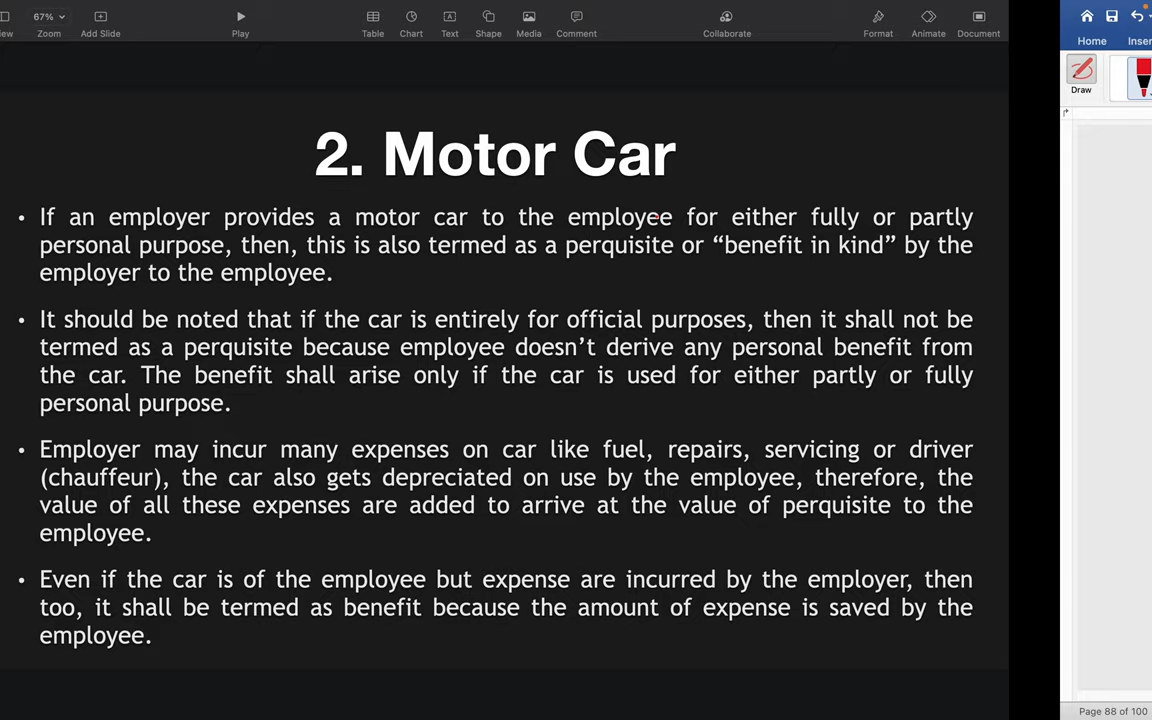 67%
Zoom
Add Slide
Play
Table
Chart
Text
Shape
Media
Comment
Collaborate
Format
Animate
Document
Home
Draw
2. Motor Car
• If an employer provides a motor car to the employee for either fully or partly
personal purpose, then, this is also termed as a perquisite or “benefit in kind” by the
employer to the employee.
• It should be noted that if the car is entirely for official purposes, then it shall not be
termed as a perquisite because employee doesn’t derive any personal benefit from
the car. The benefit shall arise only if the car is used for either partly or fully
personal purpose.
• Employer may incur many expenses on car like fuel, repairs, servicing or driver
(chauffeur), the car also gets depreciated on use by the employee, therefore, the
value of all these expenses are added to arrive at the value of perquisite to the
employee.
• Even if the car is of the employee but expense are incurred by the employer, then
too, it shall be termed as benefit because the amount of expense is saved by the
employee.
Page 88 of 100